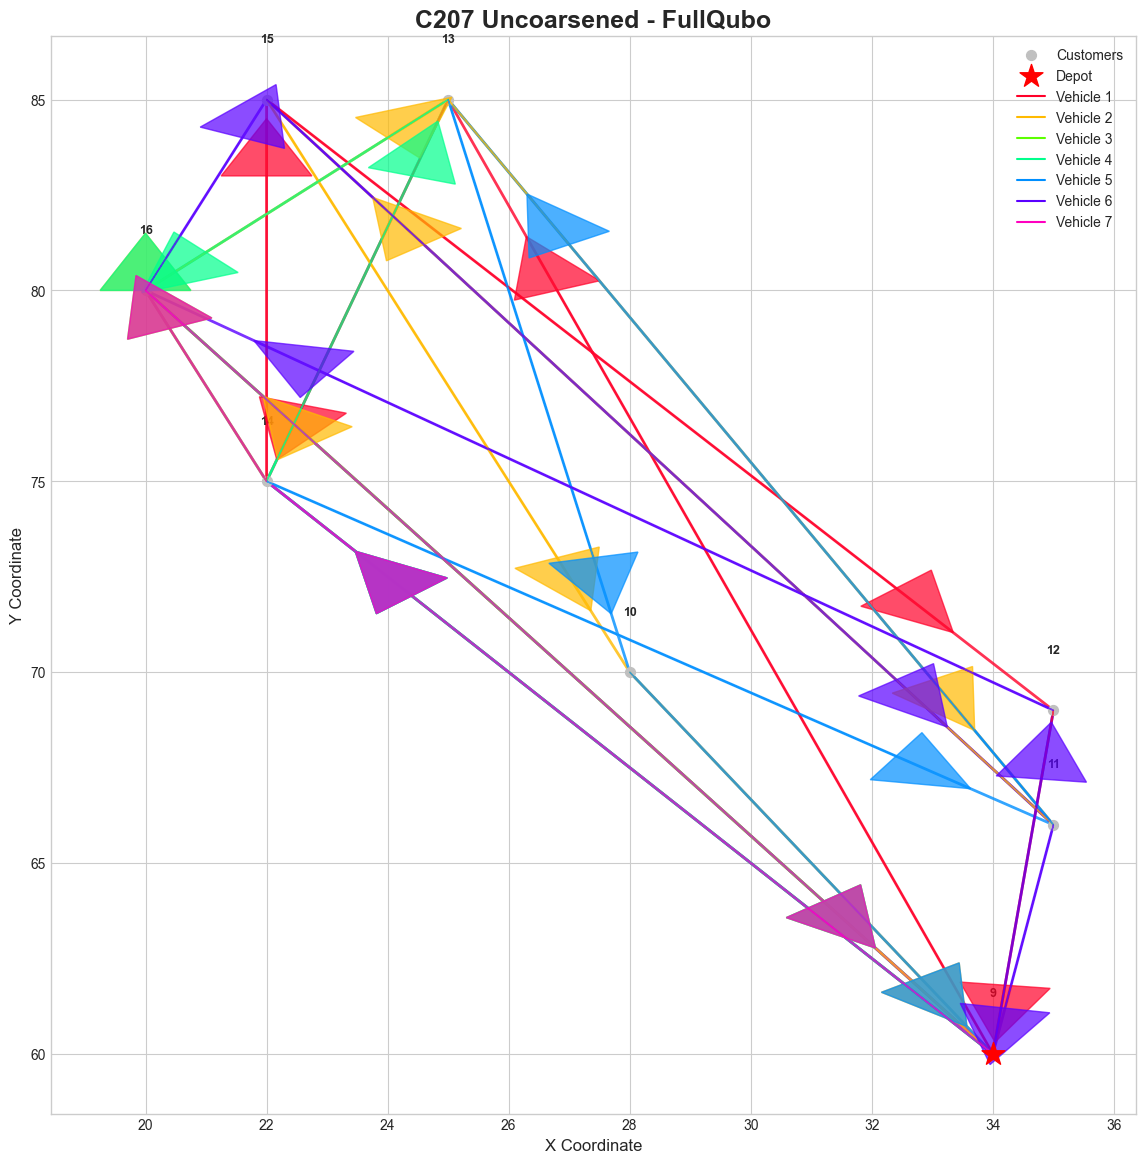 C207 Uncoarsened - FullQubo
Customers
Depot
Vehicle 1
Vehicle 2
Vehicle 3
Vehicle 4
Vehicle 5
Vehicle 6
Vehicle 7
15
13
16
14
10
12
11
9
85
80
75
70
65
60
Y Coordinate
20
22
24
26
28
30
32
34
36
X Coordinate